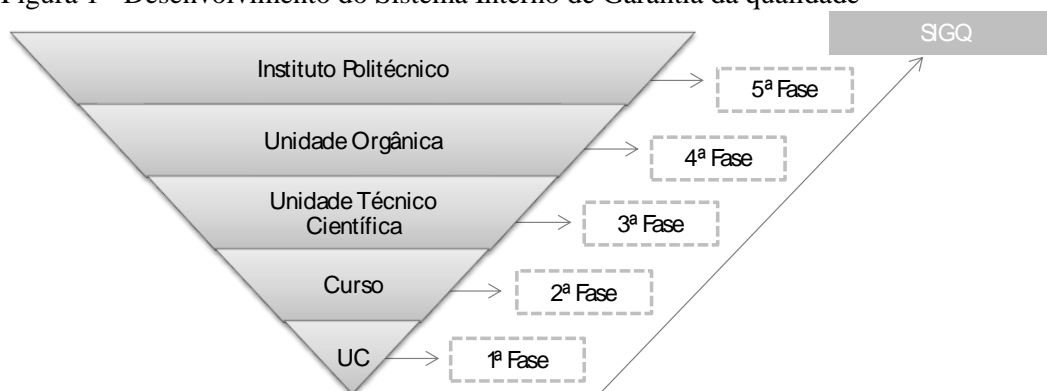 Figura 1 - Desenvolvimento do Sistema Interno de Garantia da qualidade
SIGQ
Instituto Politécnico
5ª Fase
Unidade Orgânica
4ª Fase
Unidade Técnico
Científica
3ª Fase
Curso
2ª Fase
UC
1ª Fase